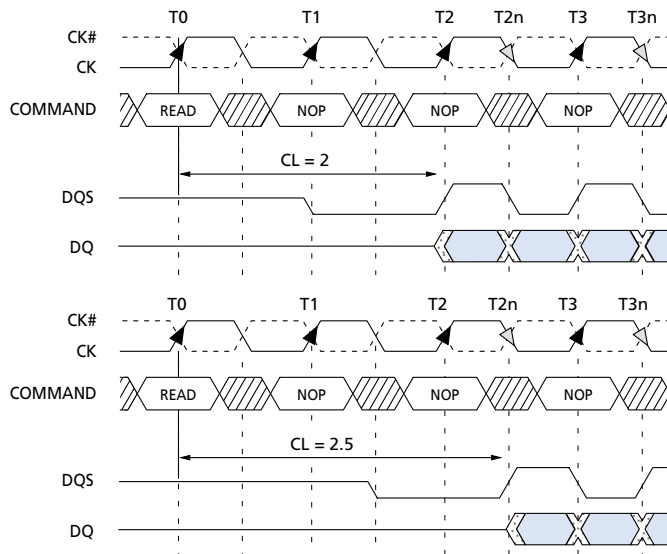 T0 T1 T2 T2n T3 T3n
CK#
CK
COMMAND READ NOP NOP NOP
CL = 2
DQS
DQ
T0 T1 T2 T2n T3 T3n
CK#
CK
COMMAND READ NOP NOP NOP
CL = 2.5
DQS
DQ